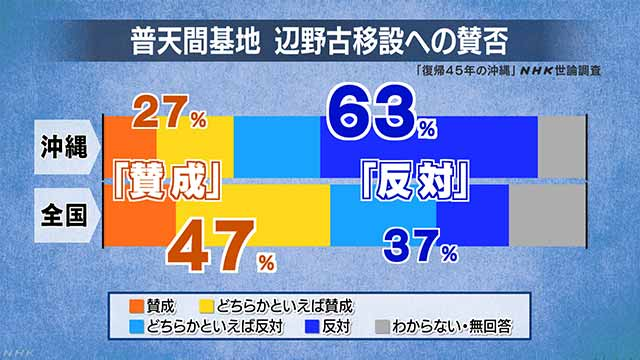 普天間基地 辺野古移設への賛否
「復帰45年の沖縄」NHK世論調査
27%
63%
沖縄
「賛成」
「反対」
全国
47%
37%
賛成 どちらかといえば賛成
どちらかといえば反対 反対 わからない・無回答
NHK